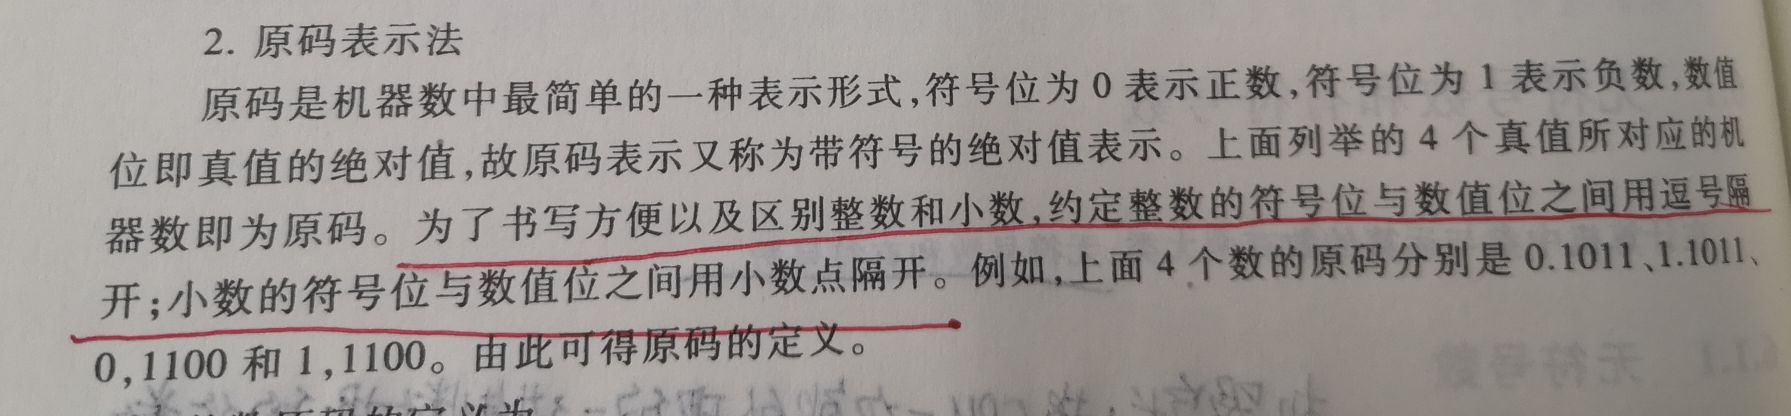 2. 原码表示法
原码是机器数中最简单的一种表示形式,符号位为 0 表示正数,符号位为 1 表示负数,数值
位即真值的绝对值,故原码表示又称为带符号的绝对值表示。上面列举的 4 个真值所对应的机
器数即为原码。为了书写方便以及区别整数和小数,约定整数的符号位与数值位之间用逗号隔
开;小数的符号位与数值位之间用小数点隔开。例如,上面 4 个数的原码分别是 0.1011、1.1011、
0,1100 和 1,1100。由此可得原码的定义。